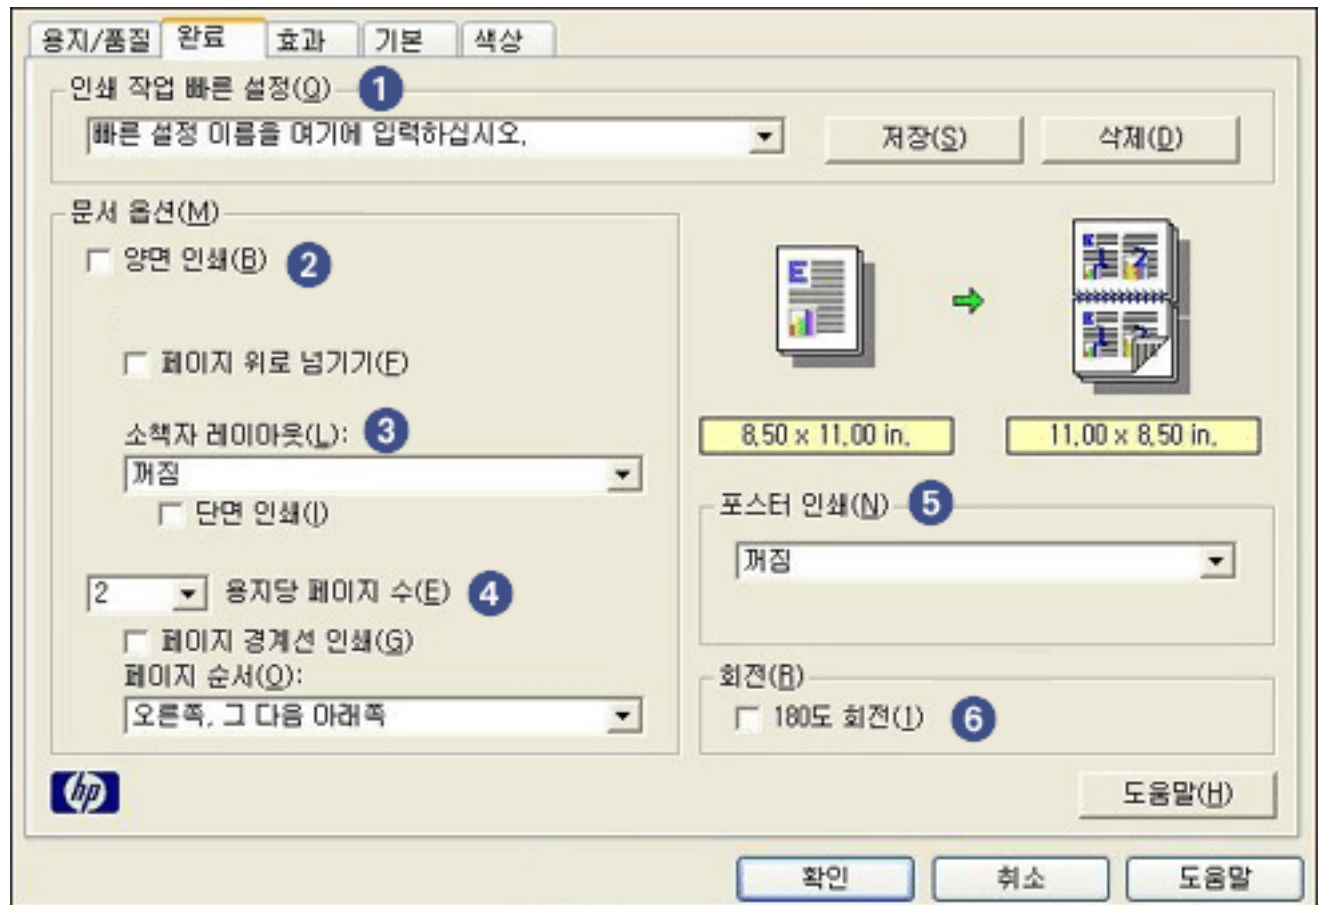 용지/품질 완료 효과 기본 색상
인쇄 작업 빠른 설정(Q) 1
빠른 설정 이름을 여기에 입력하십시오. 저장(S) 삭제(D)
문서 옵션(M)
양면 인쇄(B) 2
페이지 위로 넘기기(F)
소책자 레이아웃(L): 3
꺼짐
단면 인쇄(I)
2 용지당 페이지 수(E) 4
페이지 경계선 인쇄(G)
페이지 순서(O):
오른쪽, 그 다음 아래쪽
E
E 1 2
E 1 2
8.50 x 11.00 in.
11.00 x 8.50 in.
포스터 인쇄(N) 5
꺼짐
회전(R)
180도 회전(1) 6
hp
도움말(H)
확인 취소 도움말